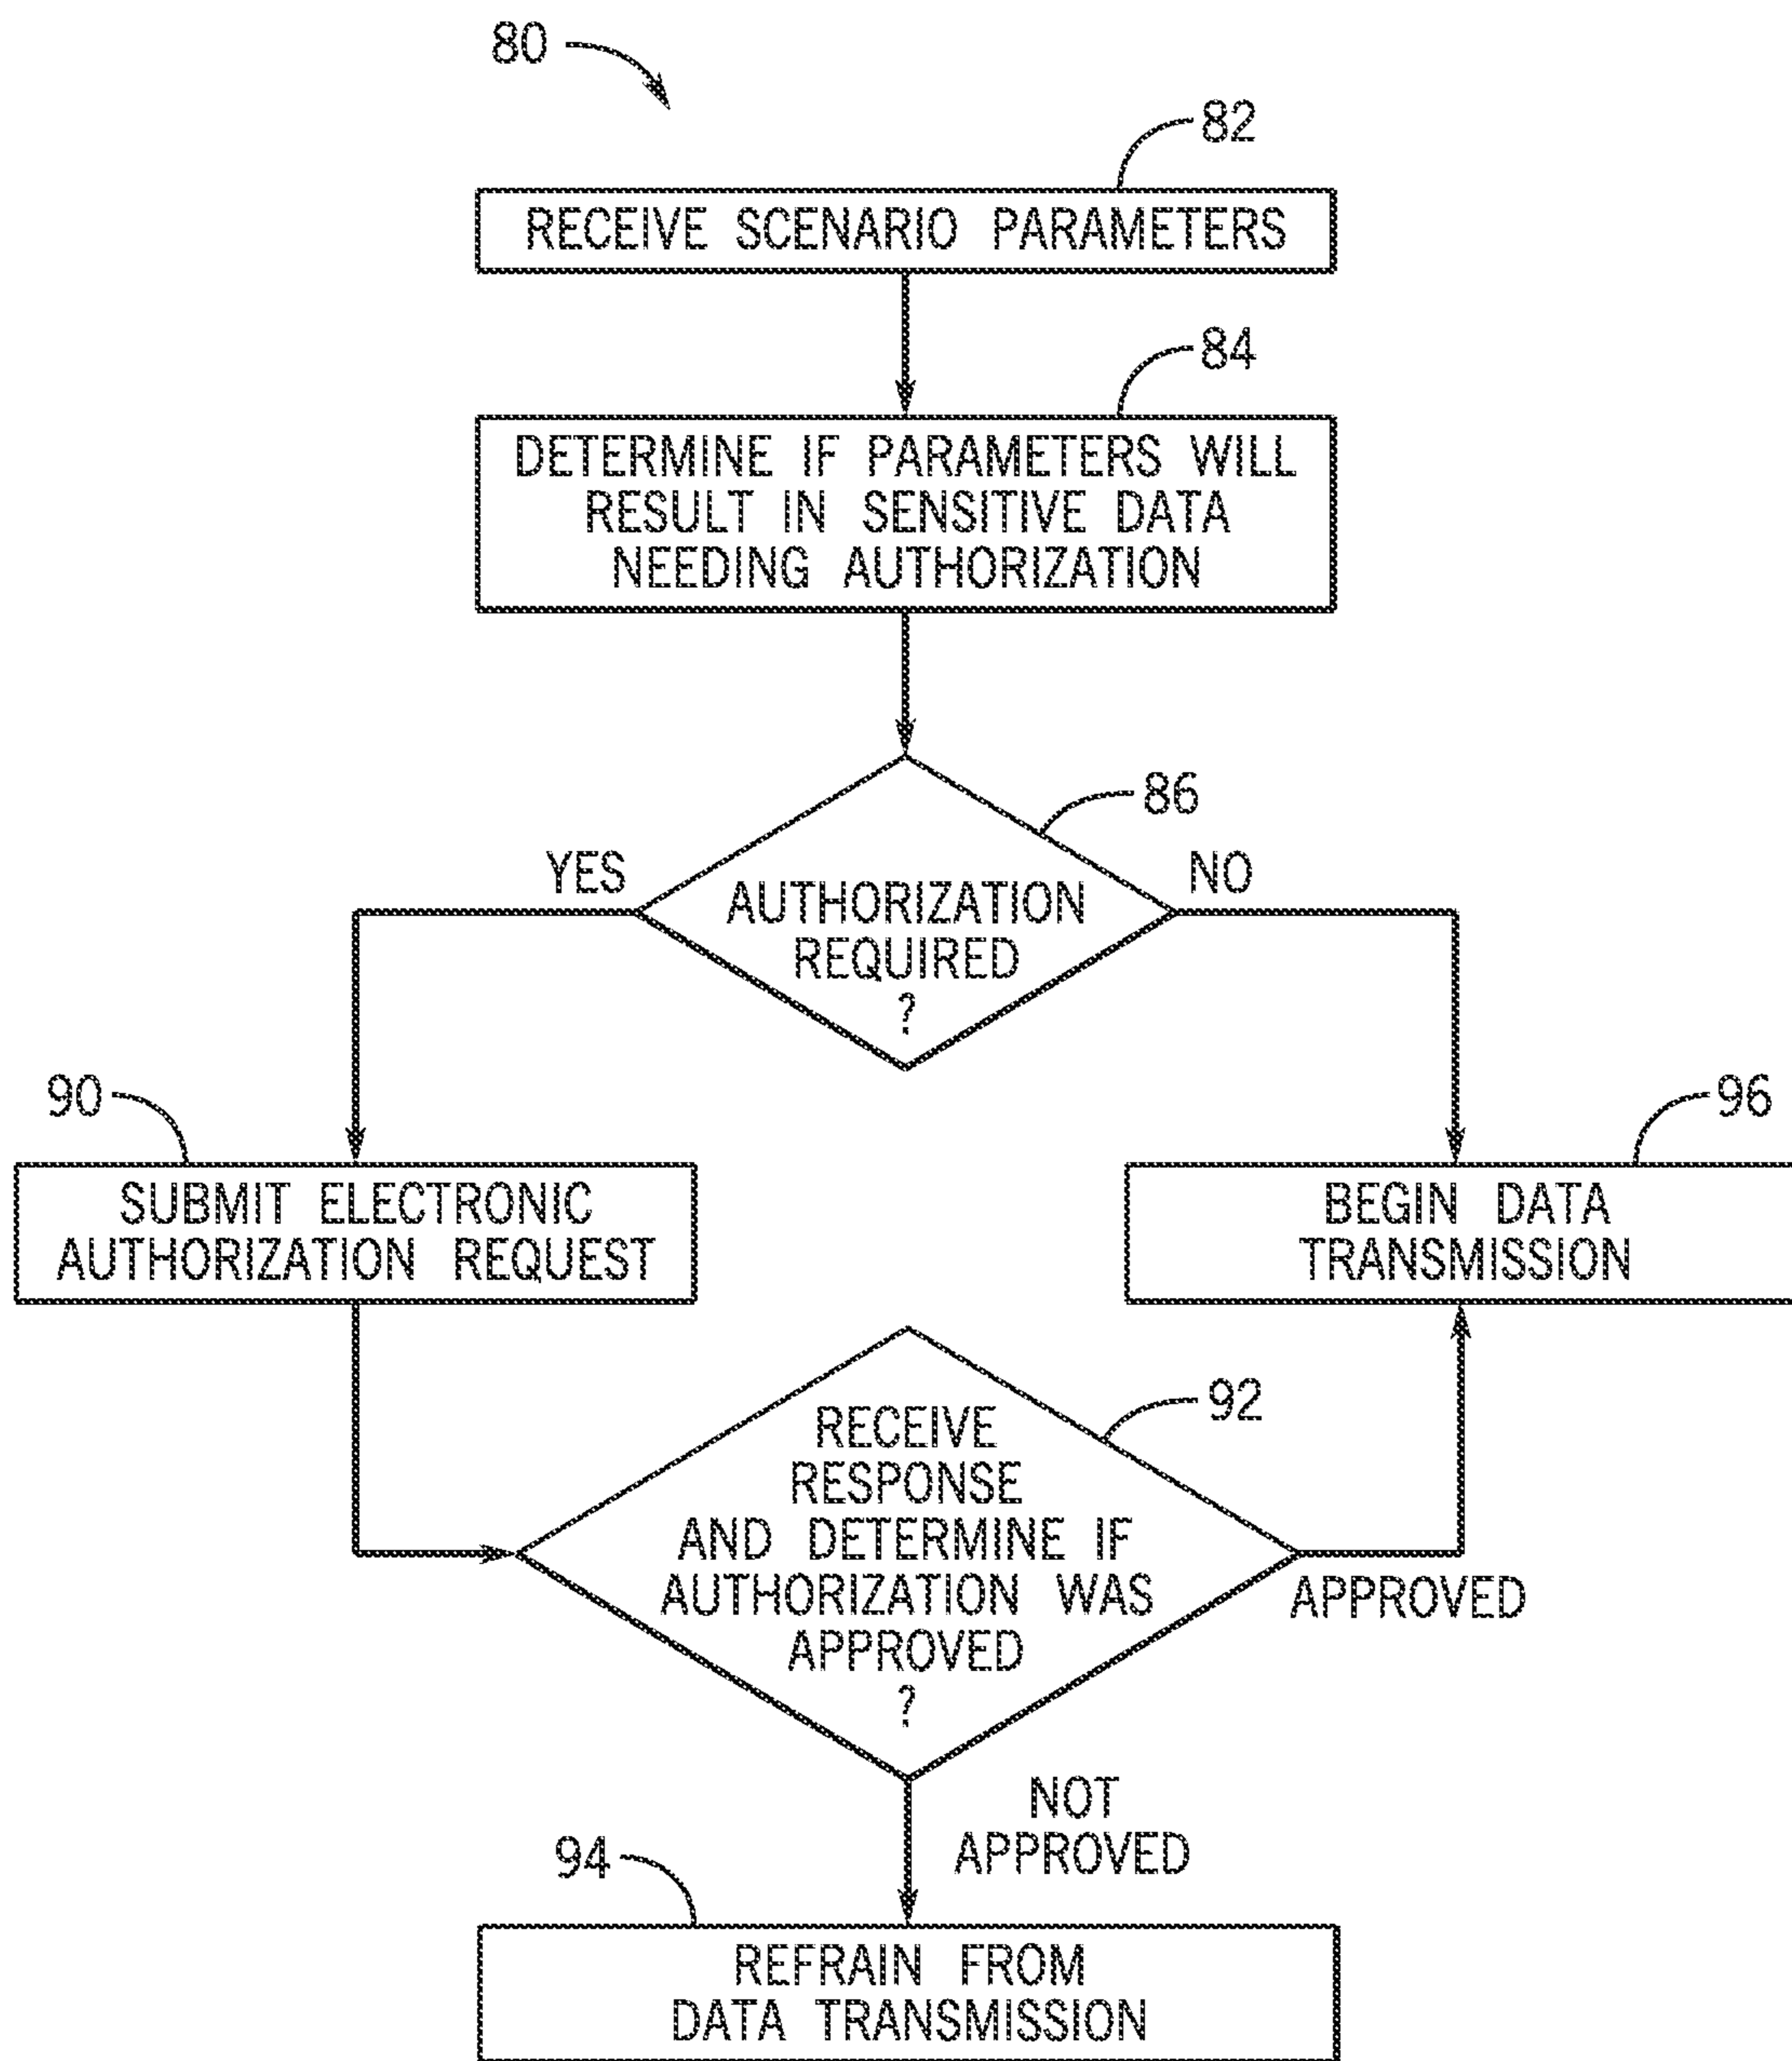 80
82
RECEIVE SCENARIO PARAMETERS
84
DETERMINE IF PARAMETERS WILL
RESULT IN SENSITIVE DATA
NEEDING AUTHORIZATION
86
YES
NO
AUTHORIZATION
REQUIRED
?
90
96
SUBMIT ELECTRONIC
AUTHORIZATION REQUEST
BEGIN DATA
TRANSMISSION
92
RECEIVE
RESPONSE
AND DETERMINE IF
AUTHORIZATION WAS
APPROVED
?
APPROVED
NOT
APPROVED
94
REFRAIN FROM
DATA TRANSMISSION